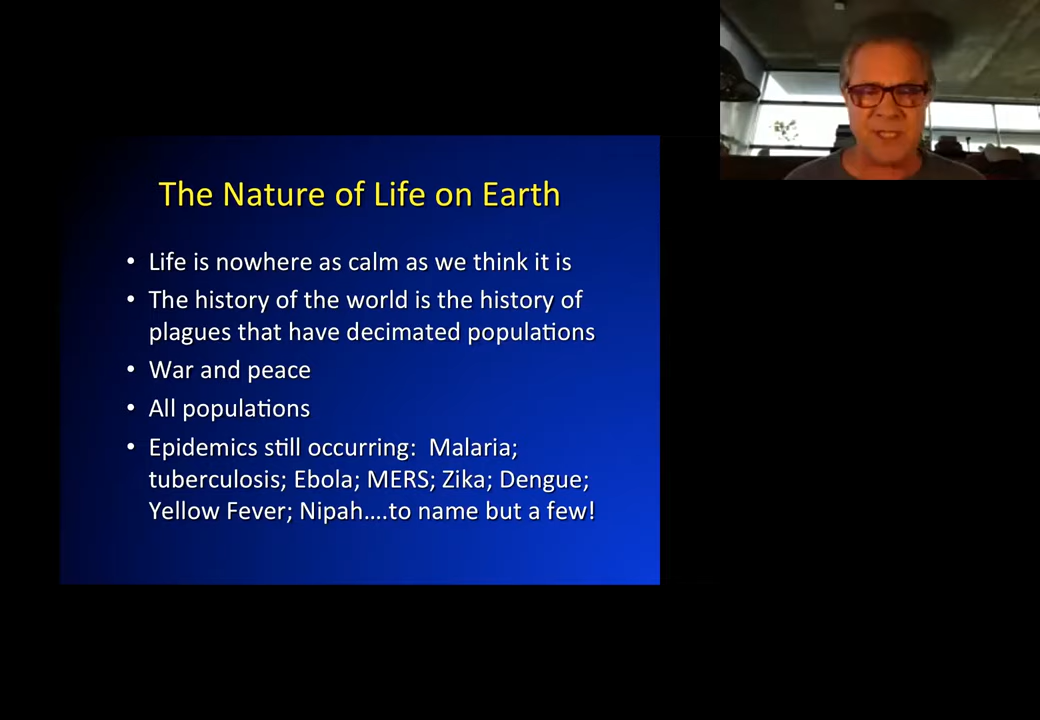 The Nature of Life on Earth
• Life is nowhere as calm as we think it is
• The history of the world is the history of
plagues that have decimated populations
• War and peace
• All populations
• Epidemics still occurring:  Malaria;
tuberculosis; Ebola; MERS; Zika; Dengue;
Yellow Fever; Nipah....to name but a few!